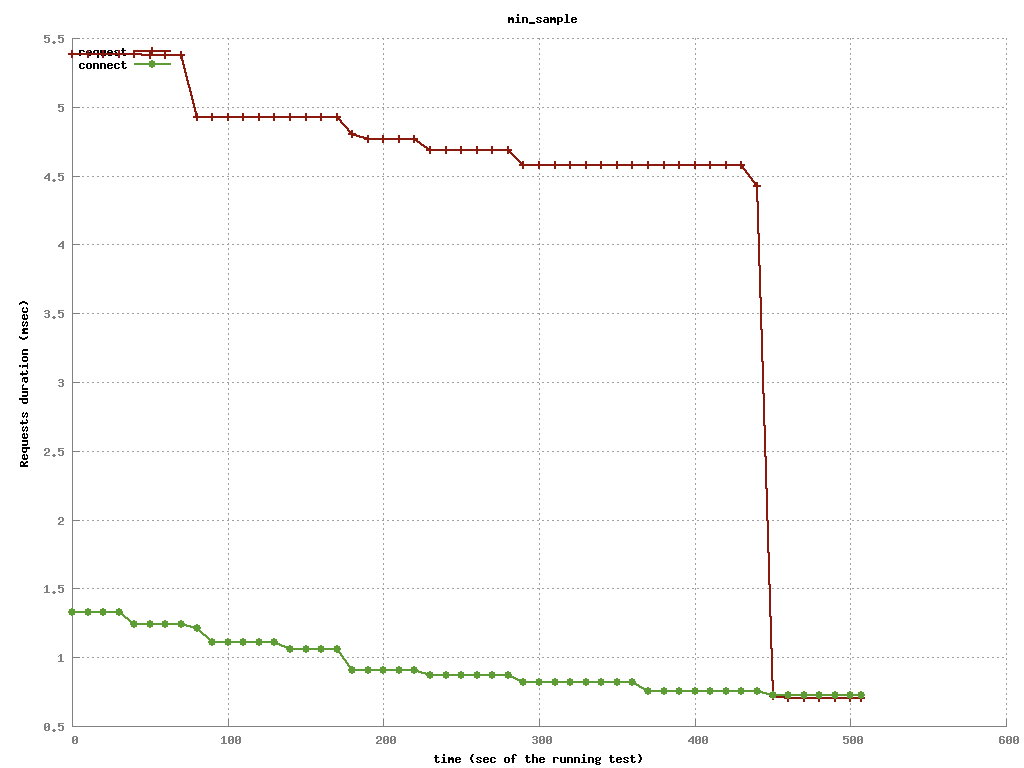 min_sample
5.5
request
connect
5
4.5
4
3.5
3
2.5
2
1.5
1
0.5
Requests duration (msec)
0 100 200 300 400 500 600
time (sec of the running test)